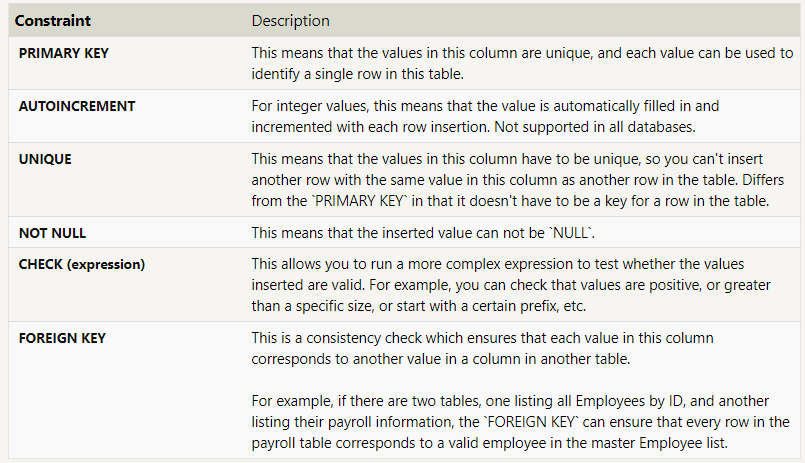 Constraint Description
PRIMARY KEY This means that the values in this column are unique, and each value can be used to
identify a single row in this table.
AUTOINCREMENT For integer values, this means that the value is automatically filled in and
incremented with each row insertion. Not supported in all databases.
UNIQUE This means that the values in this column have to be unique, so you can't insert
another row with the same value in this column as another row in the table. Differs
from the `PRIMARY KEY` in that it doesn't have to be a key for a row in the table.
NOT NULL This means that the inserted value can not be `NULL`.
CHECK (expression) This allows you to run a more complex expression to test whether the values
inserted are valid. For example, you can check that values are positive, or greater
than a specific size, or start with a certain prefix, etc.
FOREIGN KEY This is a consistency check which ensures that each value in this column
corresponds to another value in a column in another table.
For example, if there are two tables, one listing all Employees by ID, and another
listing their payroll information, the `FOREIGN KEY` can ensure that every row in the
payroll table corresponds to a valid employee in the master Employee list.